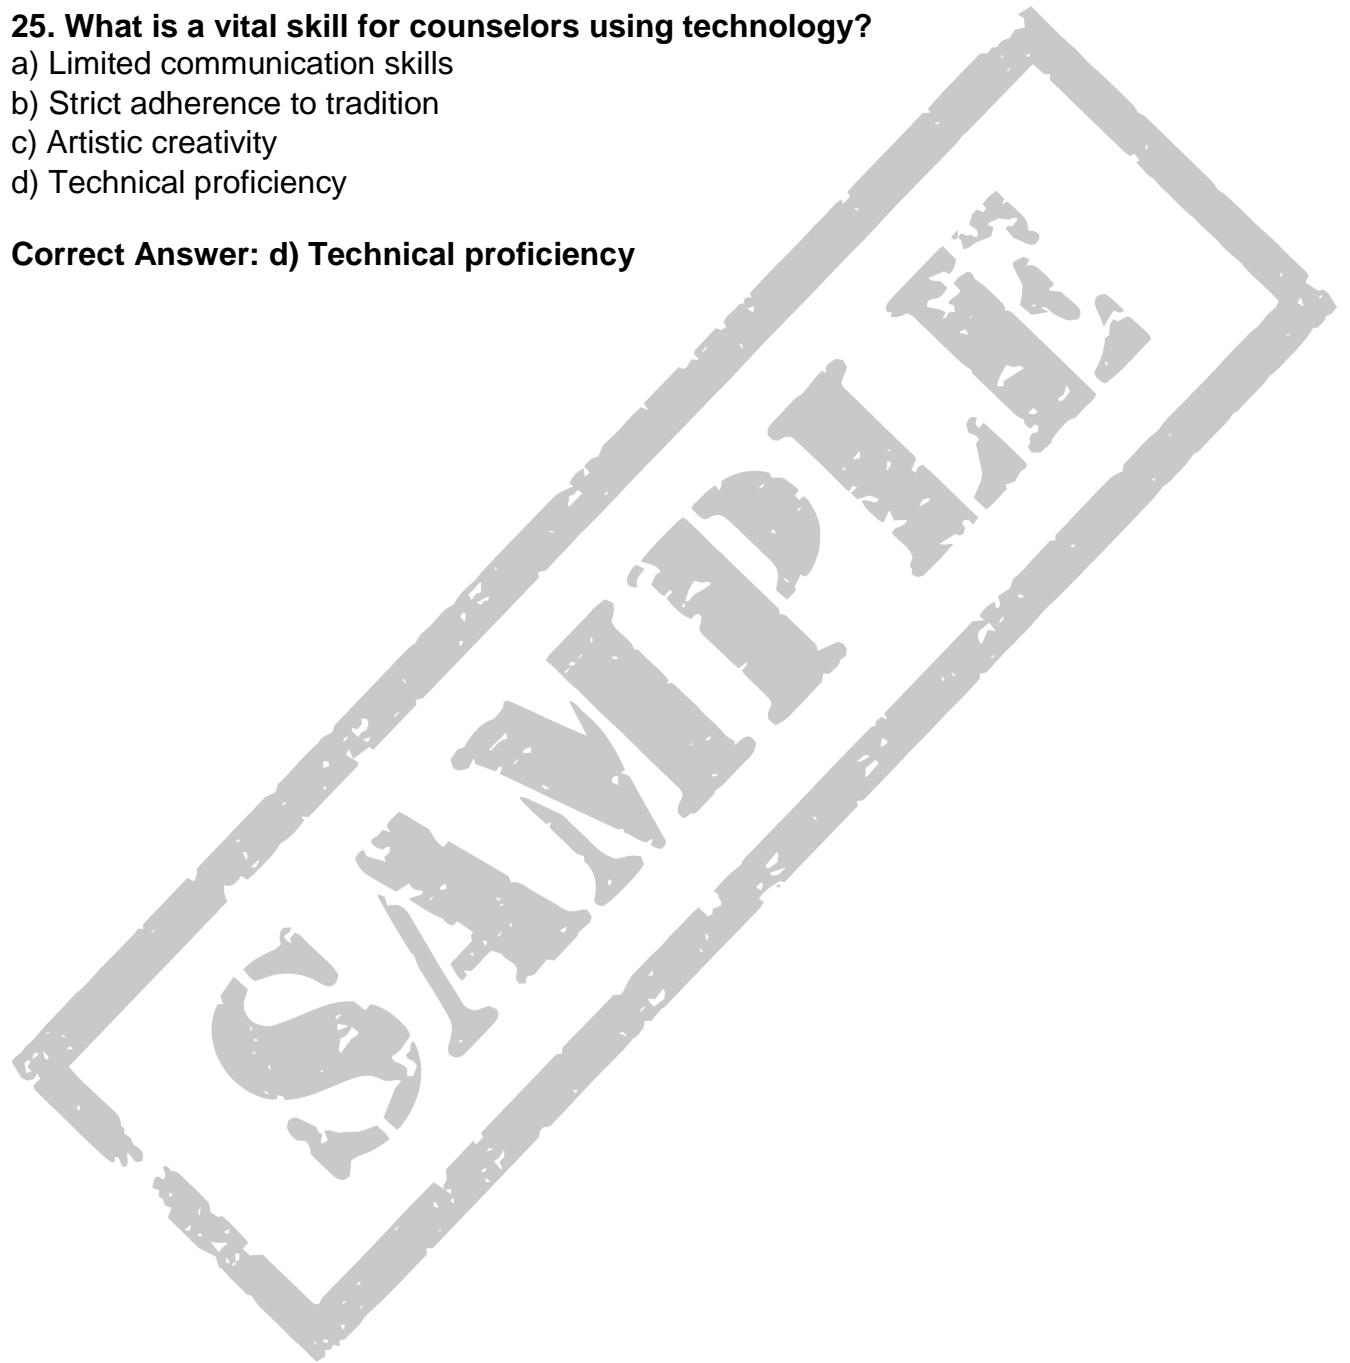 25. What is a vital skill for counselors using technology?
a) Limited communication skills
b) Strict adherence to tradition
c) Artistic creativity
d) Technical proficiency
Correct Answer: d) Technical proficiency
SAMPLE